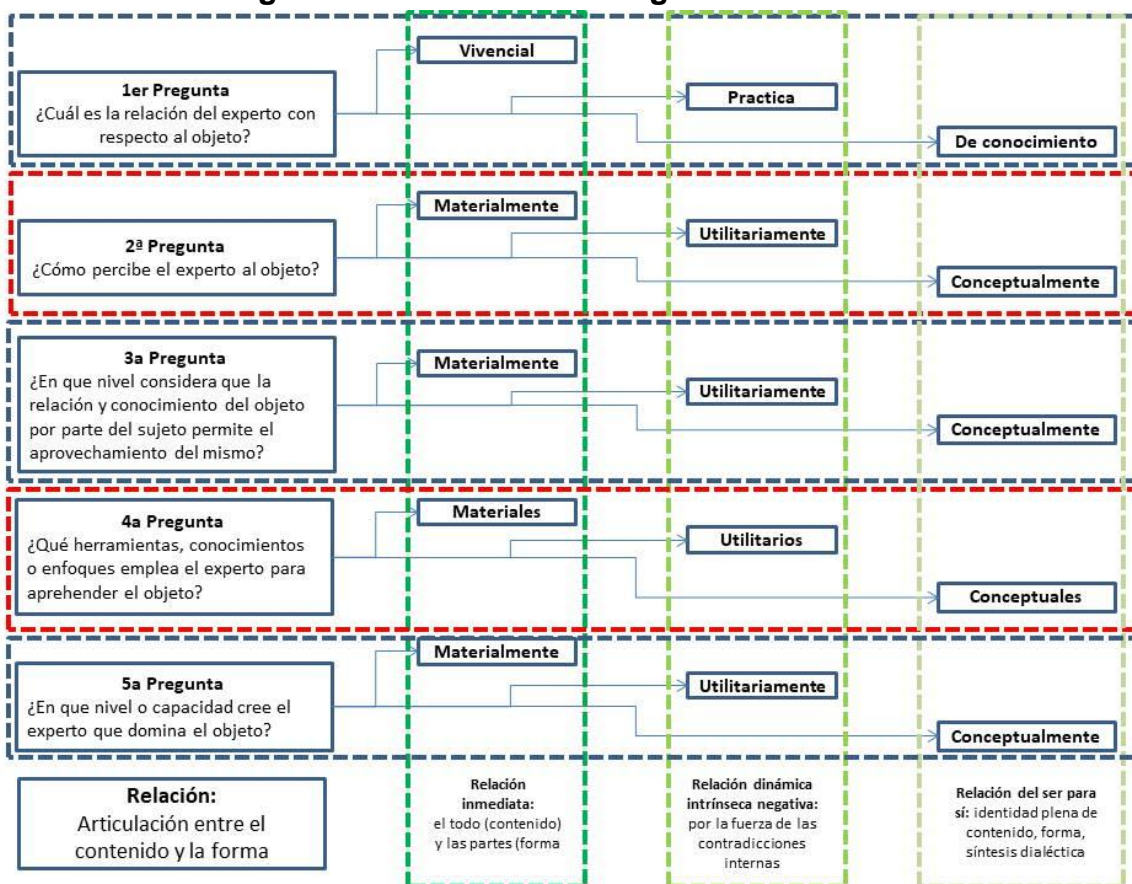 Vivencial
1er Pregunta
¿Cuál es la relación del experto con
respecto al objeto?
Practica
De conocimiento
Materialmente
2ª Pregunta
¿Cómo percibe el experto al objeto?
Utilitariamente
Conceptualmente
3a Pregunta
¿En que nivel considera que la
relación y conocimiento del objeto
por parte del sujeto permite el
aprovechamiento del mismo?
Materialmente
Utilitariamente
Conceptualmente
4a Pregunta
¿Qué herramientas, conocimientos
o enfoques emplea el experto para
aprehender el objeto?
Materiales
Utilitarios
Conceptuales
Materialmente
5a Pregunta
¿En que nivel o capacidad cree el
experto que domina el objeto?
Utilitariamente
Conceptualmente
Relación:
Articulación entre el
contenido y la forma
Relación
inmediata:
el todo (contenido)
y las partes (forma
Relación dinámica
intrínseca negativa:
por la fuerza de las
contradicciones
internas
Relación del ser para
sí: identidad plena de
contenido, forma,
síntesis dialéctica